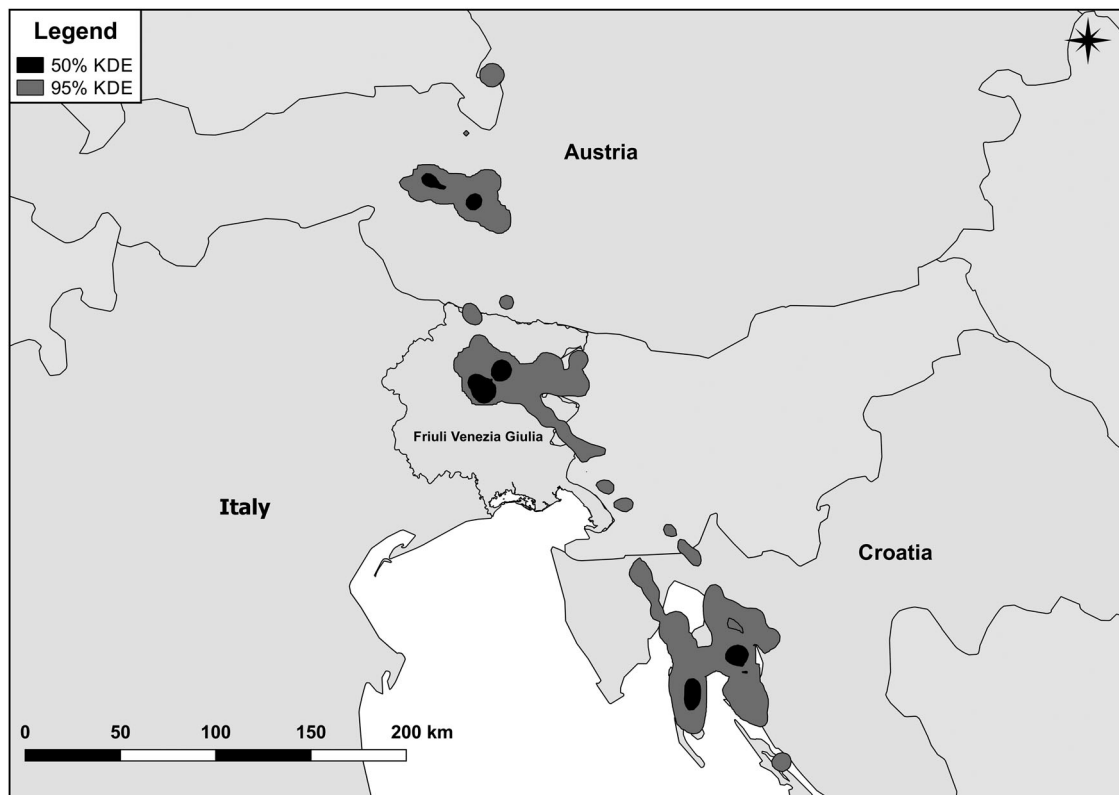 Legend
50% KDE
95% KDE
Austria
Friuli Venezia Giulia
Italy
Croatia
0 50 100 150 200 km